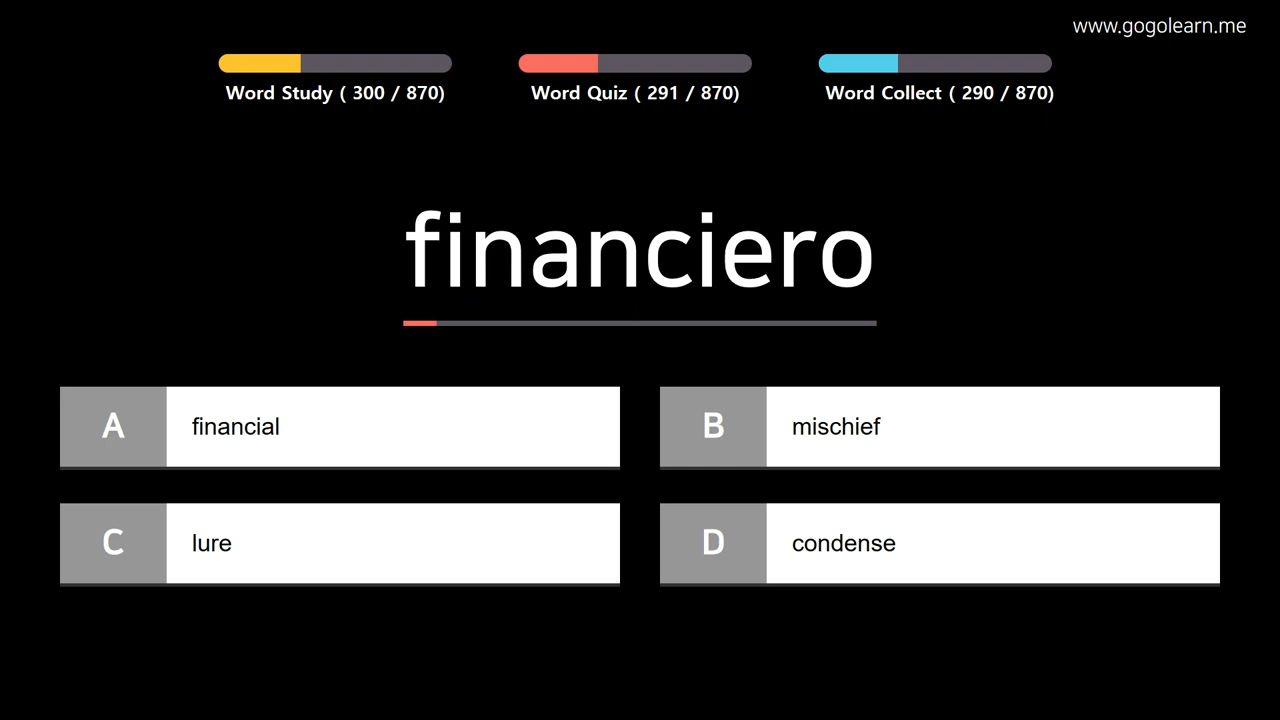 www.gogolearn.me
Word Study ( 300 / 870)
Word Quiz ( 291 / 870)
Word Collect ( 290 / 870)
financiero
A financial
B mischief
C lure
D condense